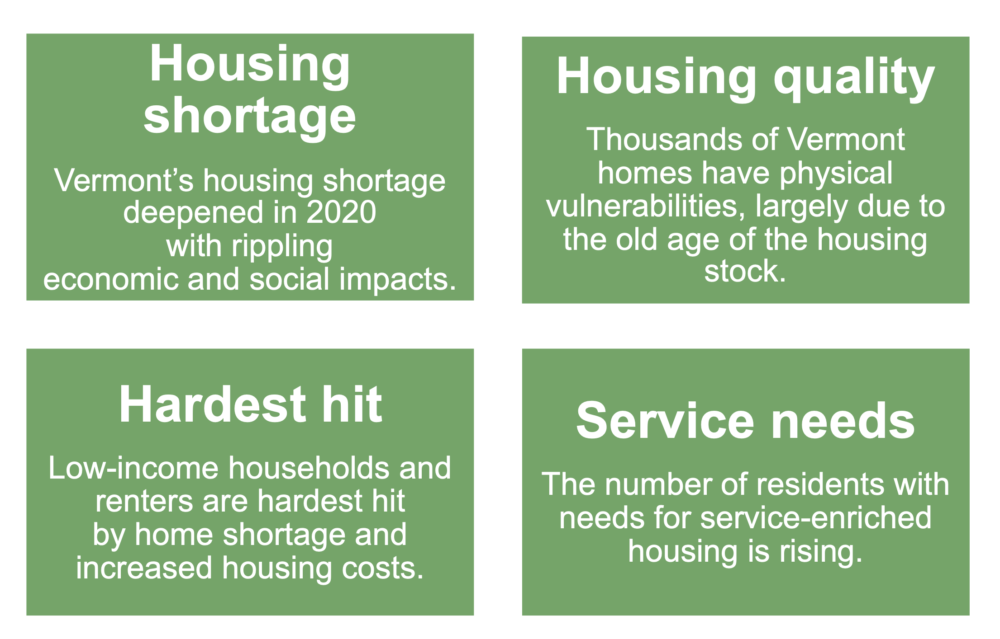 Housing
shortage
Vermont’s housing shortage
deepened in 2020
with rippling
economic and social impacts.
Housing quality
Thousands of Vermont
homes have physical
vulnerabilities, largely due to
the old age of the housing
stock.
Hardest hit
Low-income households and
renters are hardest hit
by home shortage and
increased housing costs.
Service needs
The number of residents with
needs for service-enriched
housing is rising.